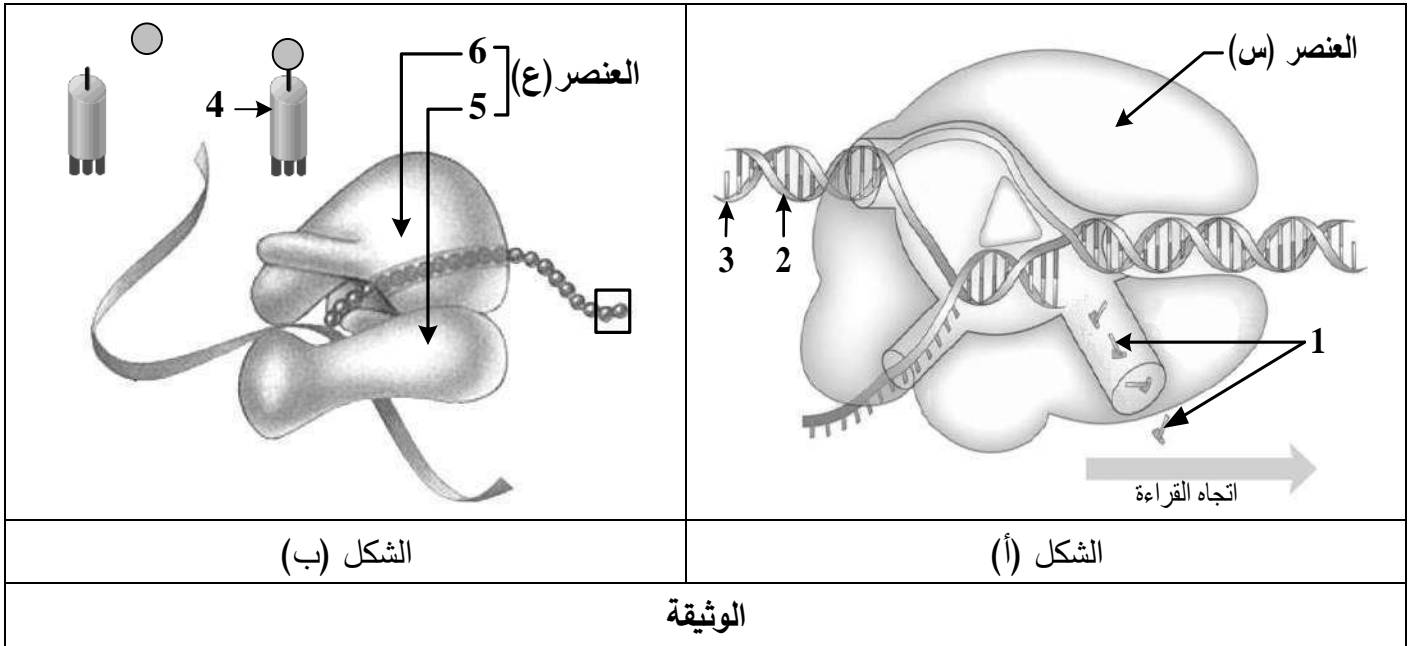 العنصر (س)
3
2
1
اتجاه القراءة
العنصر (ع)
6
5
4
الشكل (أ)
الشكل (ب)
الوثيقة